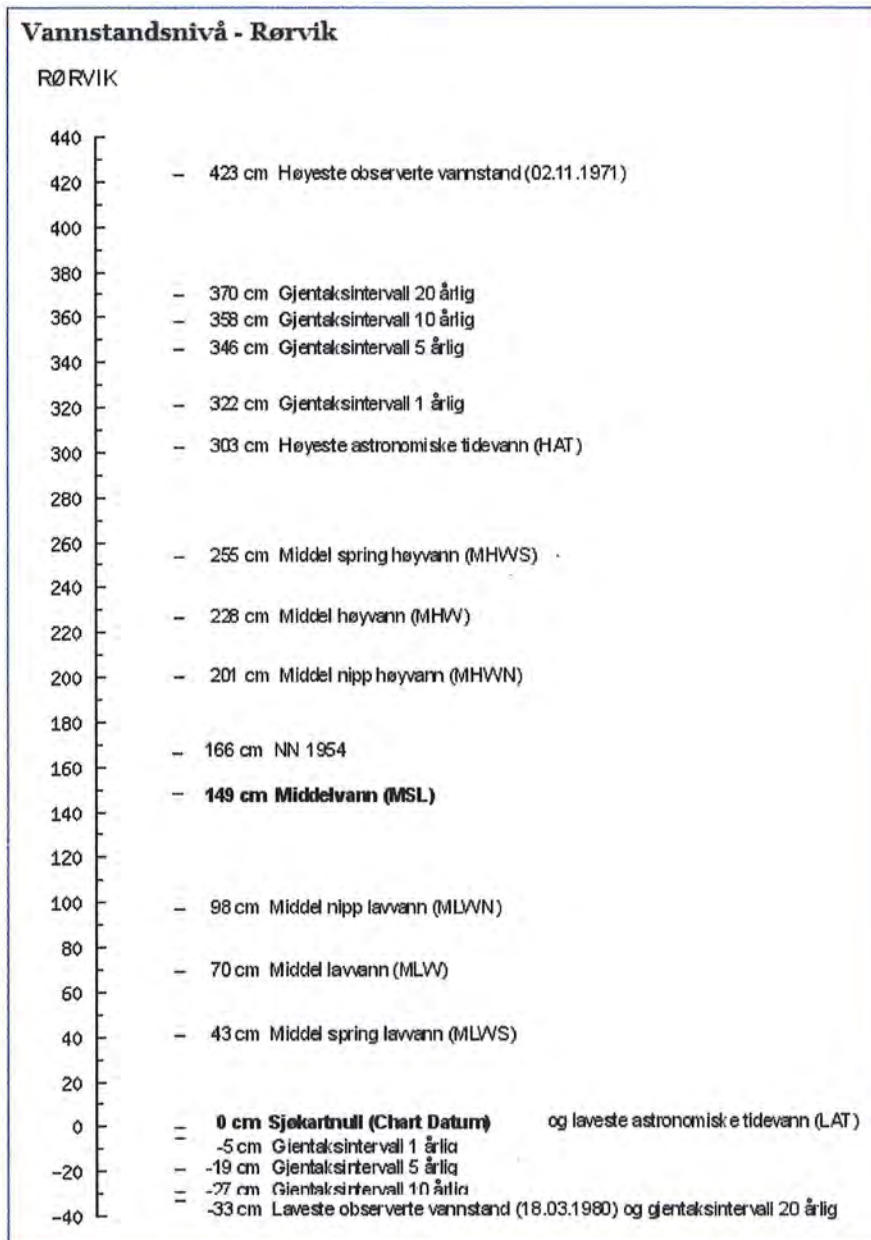 Vannstandsnivå - Rørvik
RØRVIK
440
423 cm Høyeste observerte vannstand (02.11.1971)
420
400
380
370 cm Gjentaksintervall 20 årlig
360
358 cm Gjentaksintervall 10 årlig
346 cm Gjentaksintervall 5 årlig
340
322 cm Gjentaksintervall 1 årlig
320
303 cm Høyeste astronomiske tidevann (HAT)
300
280
260
255 cm Middel spring høyvann (MHWS)
240
228 cm Middel høyvann (MHW)
220
201 cm Middel nipp høyvann (MHWN)
200
180
166 cm NN 1954
160
149 cm Middelvann (MSL)
140
120
100
98 cm Middel nipp lavvann (MLWN)
80
70 cm Middel lavvann (MLW)
60
43 cm Middel spring lavvann (MLWS)
40
20
0
0 cm Sjøkartnull (Chart Datum) og laveste astronomiske tidevann (LAT)
-5 cm Gjentaksintervall 1 årlig
-19 cm Gjentaksintervall 5 årlig
-20
-27 cm Gjentaksintervall 10 årlig
-33 cm Laveste observerte vannstand (18.03.1980) og gjentaksintervall 20 årlig
-40